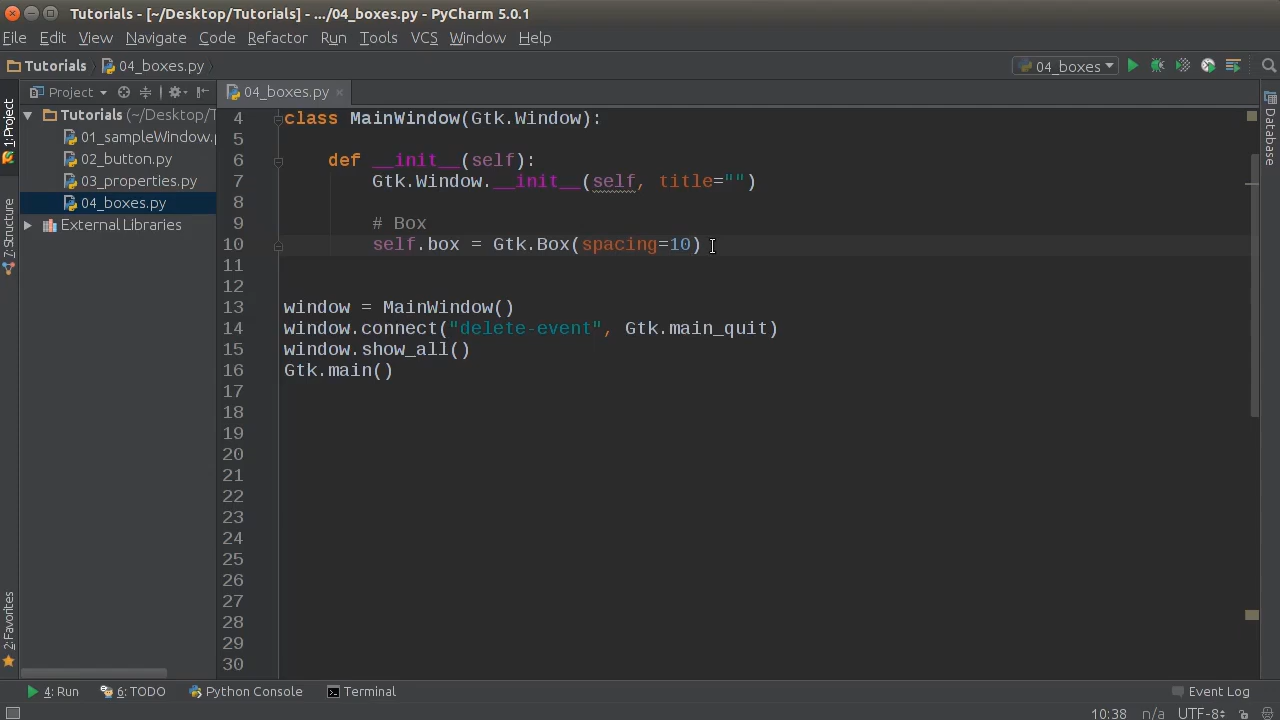 Tutorials - [~/Desktop/Tutorials] - .../04_boxes.py - PyCharm 5.0.1
File Edit View Navigate Code Refactor Run Tools VCS Window Help
Tutorials 04_boxes.py 04_boxes
Project 04_boxes.py
1: Project
7: Structure
2: Favorites
Database
Tutorials (~/Desktop/T
01_sampleWindow.
02_button.py
03_properties.py
04_boxes.py
External Libraries
4 class MainWindow(Gtk.Window):
5
6 def __init__(self):
7 Gtk.Window.__init__(self, title="")
8
9 # Box
10 self.box = Gtk.Box(spacing=10)
11
12
13 window = MainWindow()
14 window.connect("delete-event", Gtk.main_quit)
15 window.show_all()
16 Gtk.main()
17
18
19
20
21
22
23
24
25
26
27
28
29
30
4: Run 6: TODO Python Console Terminal Event Log
10:38 n/a UTF-8